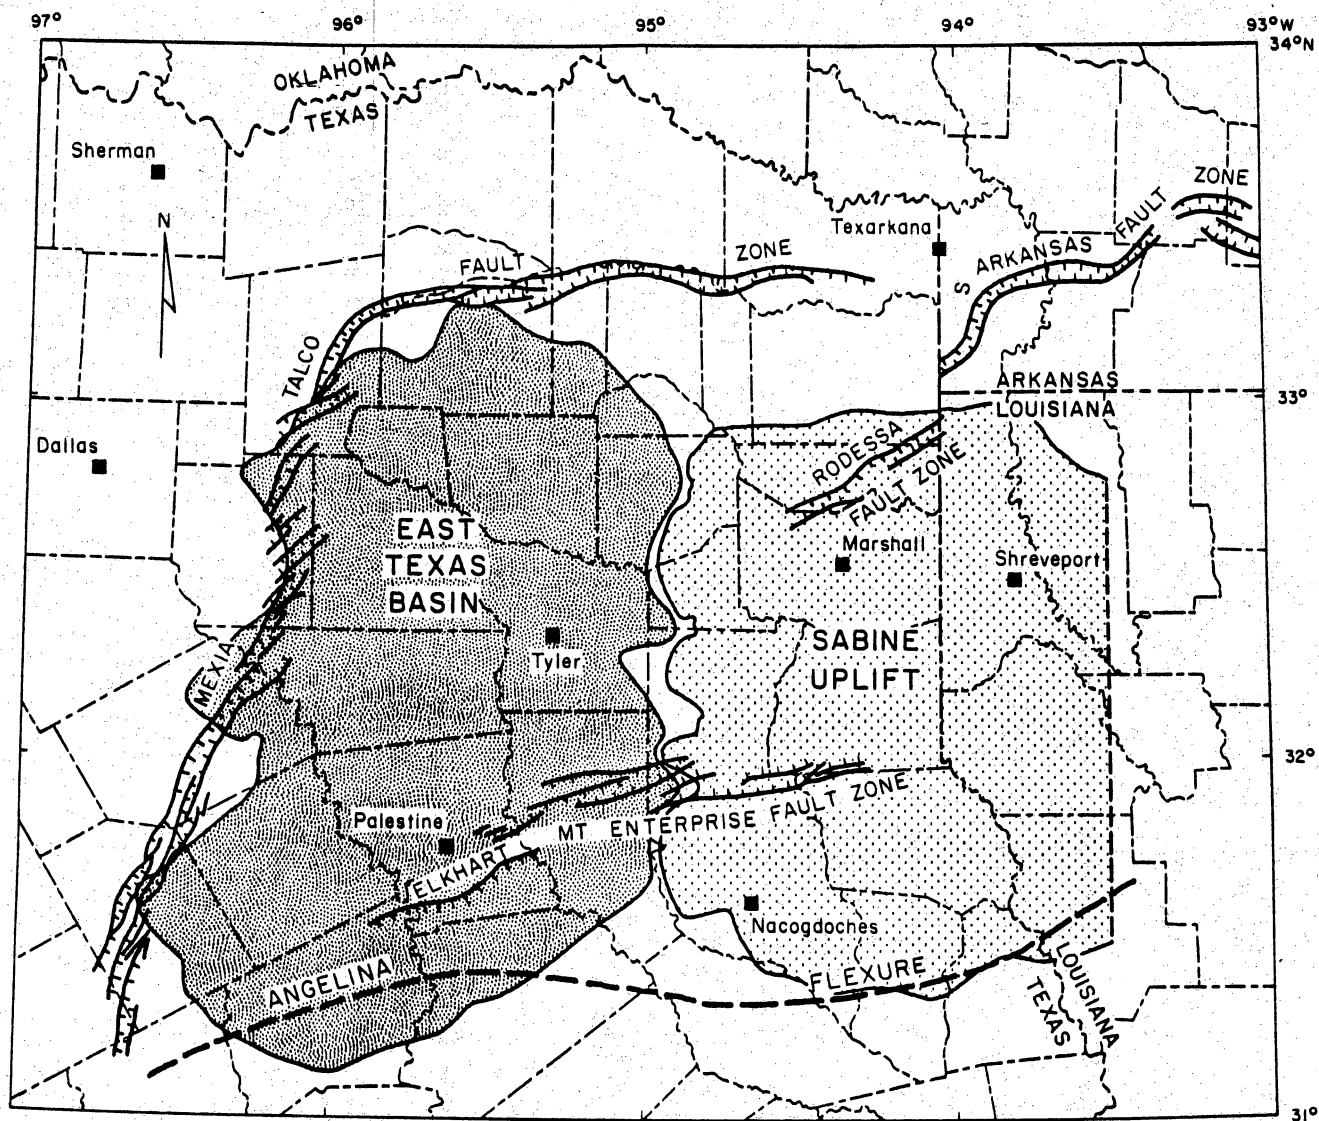 97°
96°
95°
94°
93°W
34°N
OKLAHOMA
TEXAS
Sherman
N
ZONE
FAULT
Texarkana
S ARKANSAS
FAULT
ZONE
TALCO
ARKANSAS
LOUISIANA
33°
Dallas
RODESSA
FAULT ZONE
EAST
TEXAS
BASIN
Marshall
Shreveport
Tyler
SABINE
UPLIFT
MEXIA
32°
Palestine
MT ENTERPRISE FAULT ZONE
ELKHART
Nacogdoches
ANGELINA
FLEXURE
LOUISIANA
TEXAS
31°